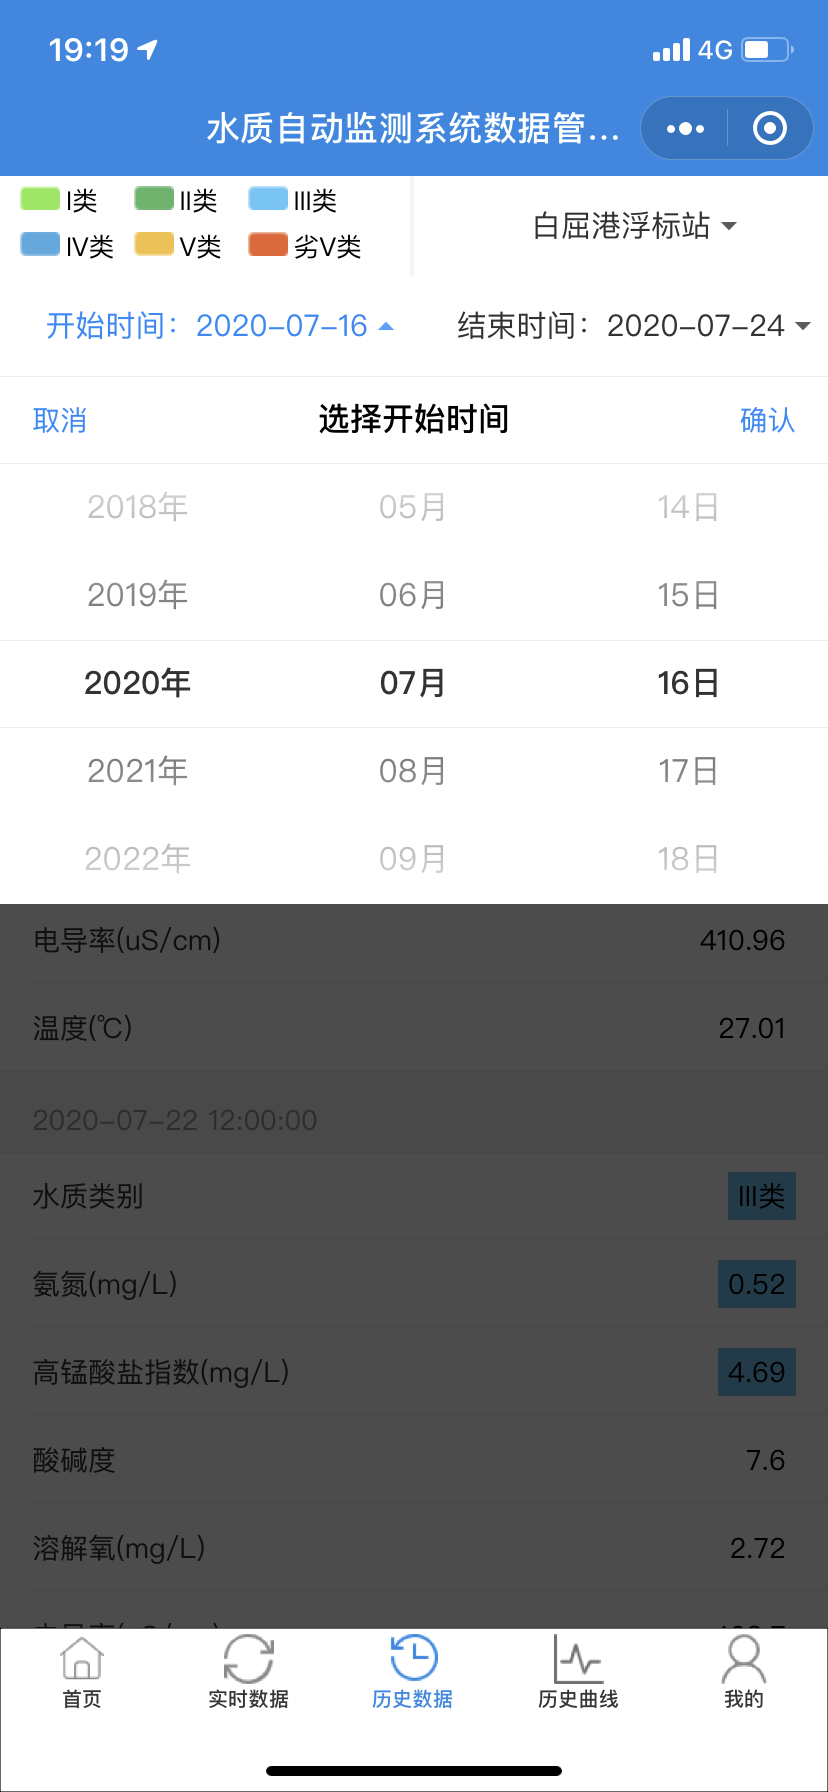 19:19
4G
水质自动监测系统数据管...
I类 II类 III类
IV类 V类 劣V类
白屈港浮标站
开始时间：2020-07-16 结束时间：2020-07-24
取消 选择开始时间 确认
2018年 05月 14日
2019年 06月 15日
2020年 07月 16日
2021年 08月 17日
2022年 09月 18日
电导率(uS/cm) 410.96
温度(℃) 27.01
2020-07-22 12:00:00
水质类别 III类
氨氮(mg/L) 0.52
高锰酸盐指数(mg/L) 4.69
酸碱度 7.6
溶解氧(mg/L) 2.72
首页 实时数据 历史数据 历史曲线 我的